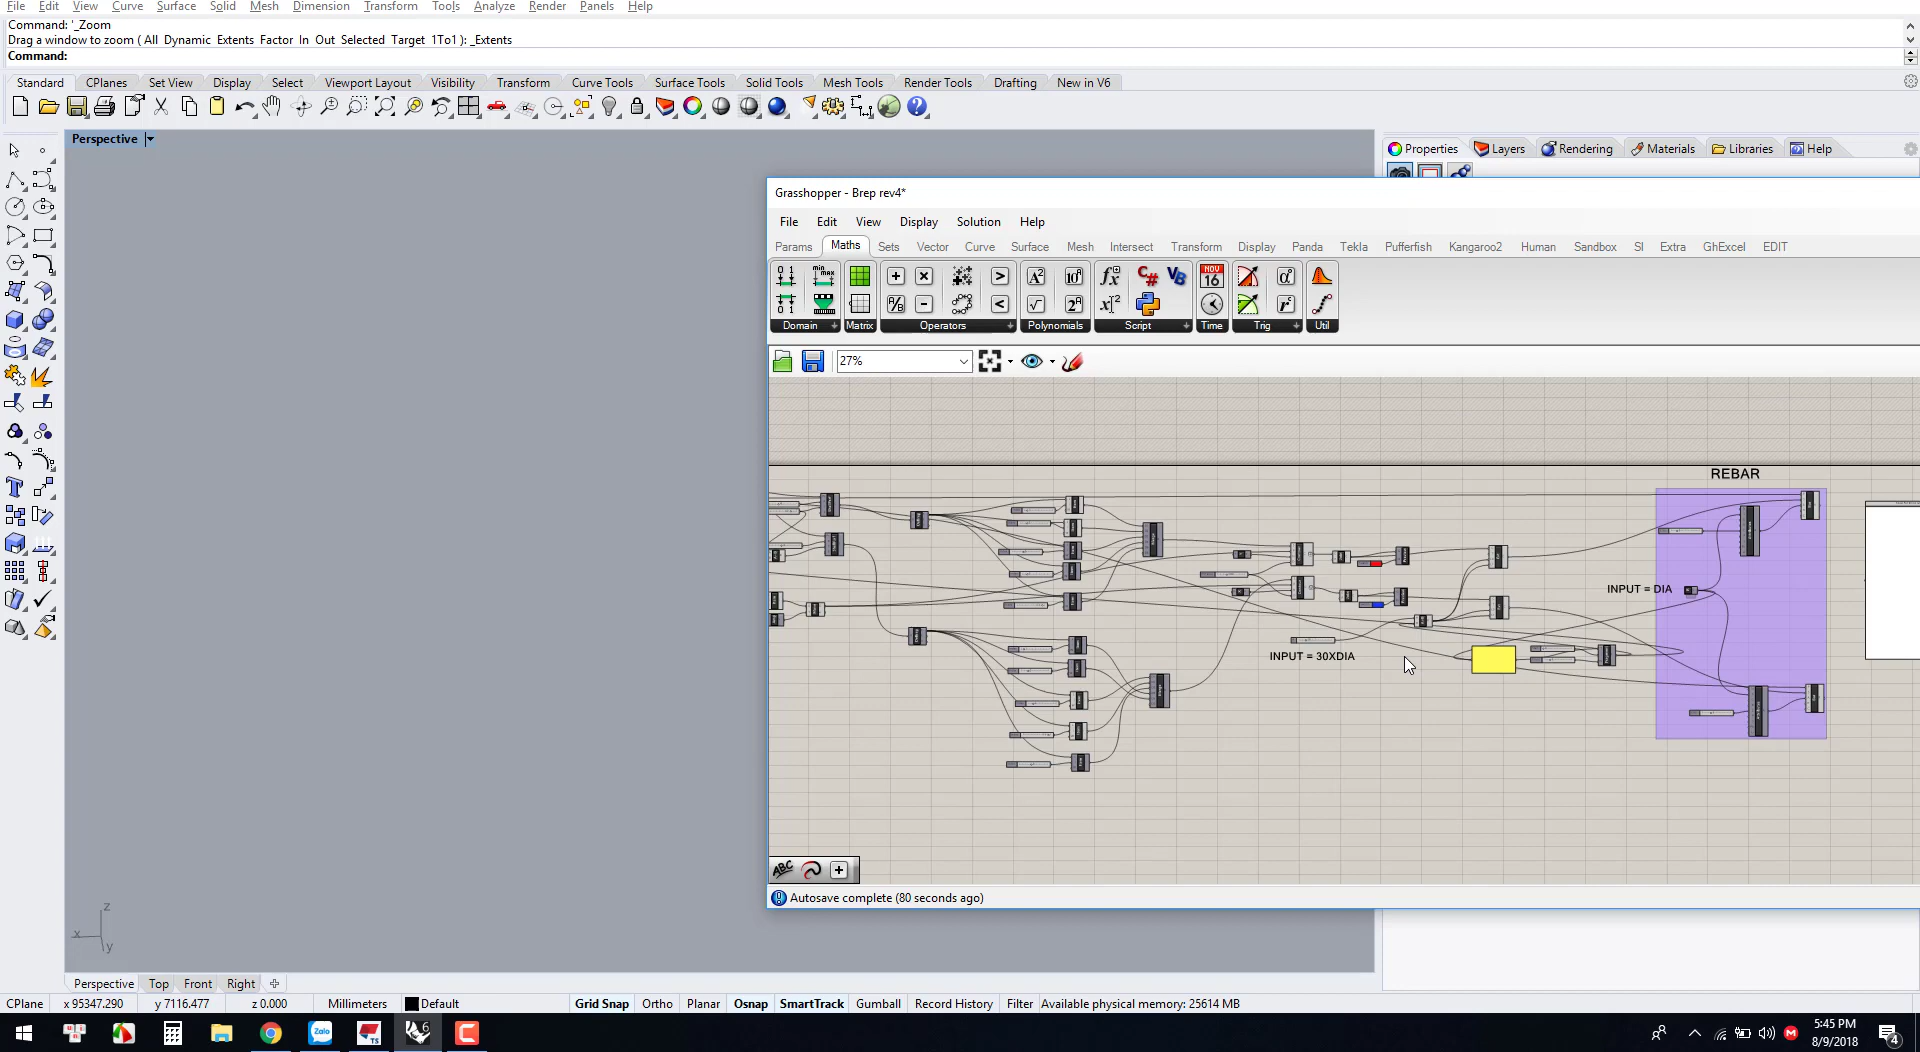 File Edit View Curve Surface Solid Mesh Dimension Transform Tools Analyze Render Panels Help
Command: '_Zoom
Drag a window to zoom ( All Dynamic Extents Factor In Out Selected Target 1To1 ): _Extents
Command:
Standard CPlanes Set View Display Select Viewport Layout Visibility Transform Curve Tools Surface Tools Solid Tools Mesh Tools Render Tools Drafting New in V6
Perspective
Properties Layers Rendering Materials Libraries Help
Grasshopper - Brep rev4*
File Edit View Display Solution Help
Params Maths Sets Vector Curve Surface Mesh Intersect Transform Display Panda Tekla Pufferfish Kangaroo2 Human Sandbox SI Extra GhExcel EDIT
Domain Matrix Operators Polynomials Script Time Trig Util
27%
REBAR
INPUT = DIA
INPUT = 30XDIA
ABC
Autosave complete (80 seconds ago)
z
x
y
Perspective Top Front Right
CPlane x 95347.290 y 7116.477 z 0.000 Millimeters Default Grid Snap Ortho Planar Osnap SmartTrack Gumball Record History Filter Available physical memory: 25614 MB
Zalo
TS
6
5:45 PM
8/9/2018
4